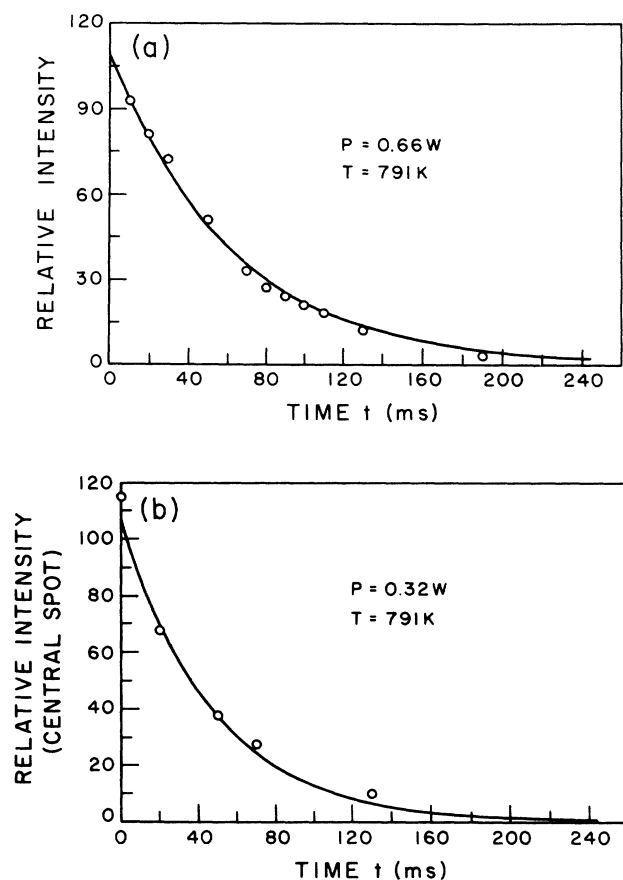 120
(a)
90
60
30
0
RELATIVE INTENSITY
P = 0.66W
T = 791K
0 40 80 120 160 200 240
TIME t (ms)
120
(b)
100
80
60
40
20
0
RELATIVE INTENSITY
(CENTRAL SPOT)
P = 0.32W
T = 791K
0 40 80 120 160 200 240
TIME t (ms)